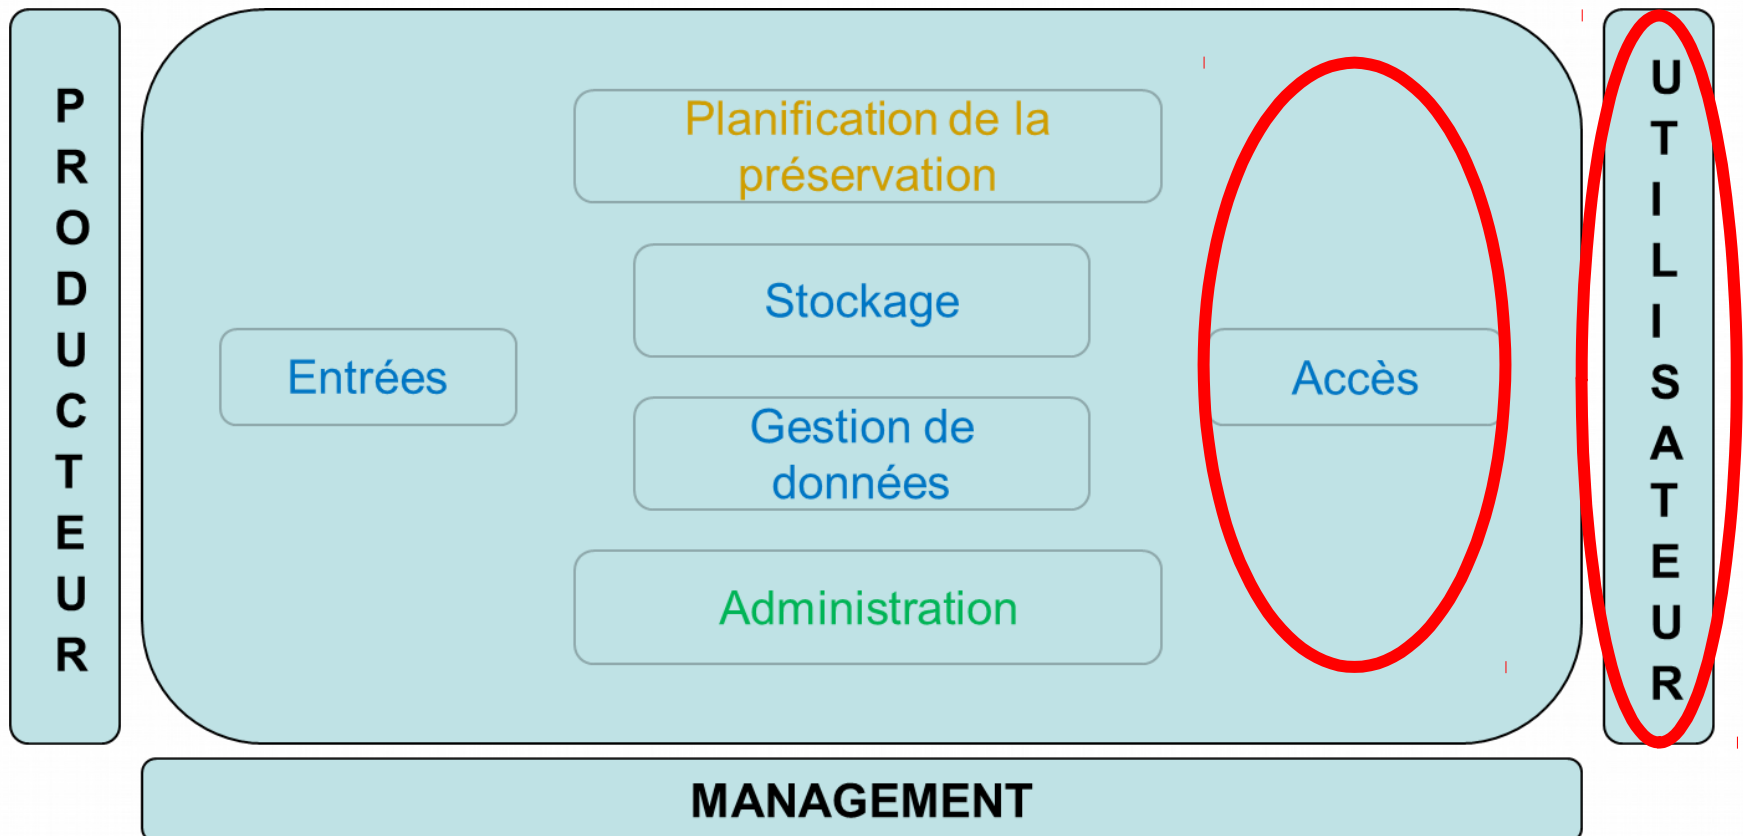 PRODUCTEUR
Planification de la
préservation
Stockage
Entrées
Gestion de
données
Accès
Administration
UTILISATEUR
MANAGEMENT